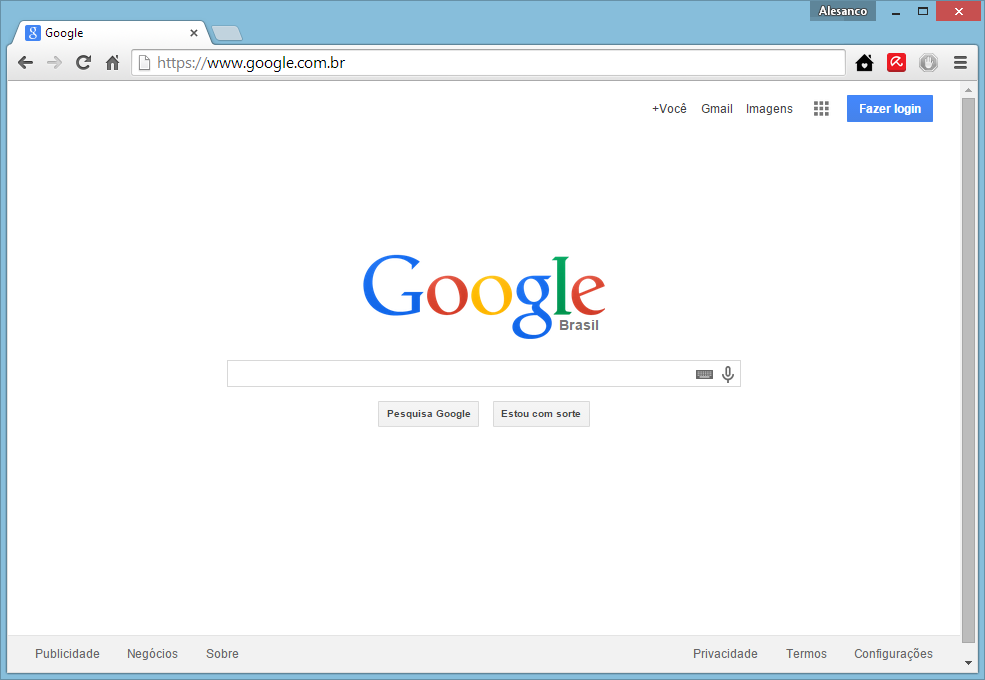 Alesanco
Google
https://www.google.com.br
+Você Gmail Imagens Fazer login
Google
Brasil
Pesquisa Google Estou com sorte
Publicidade Negócios Sobre Privacidade Termos Configurações